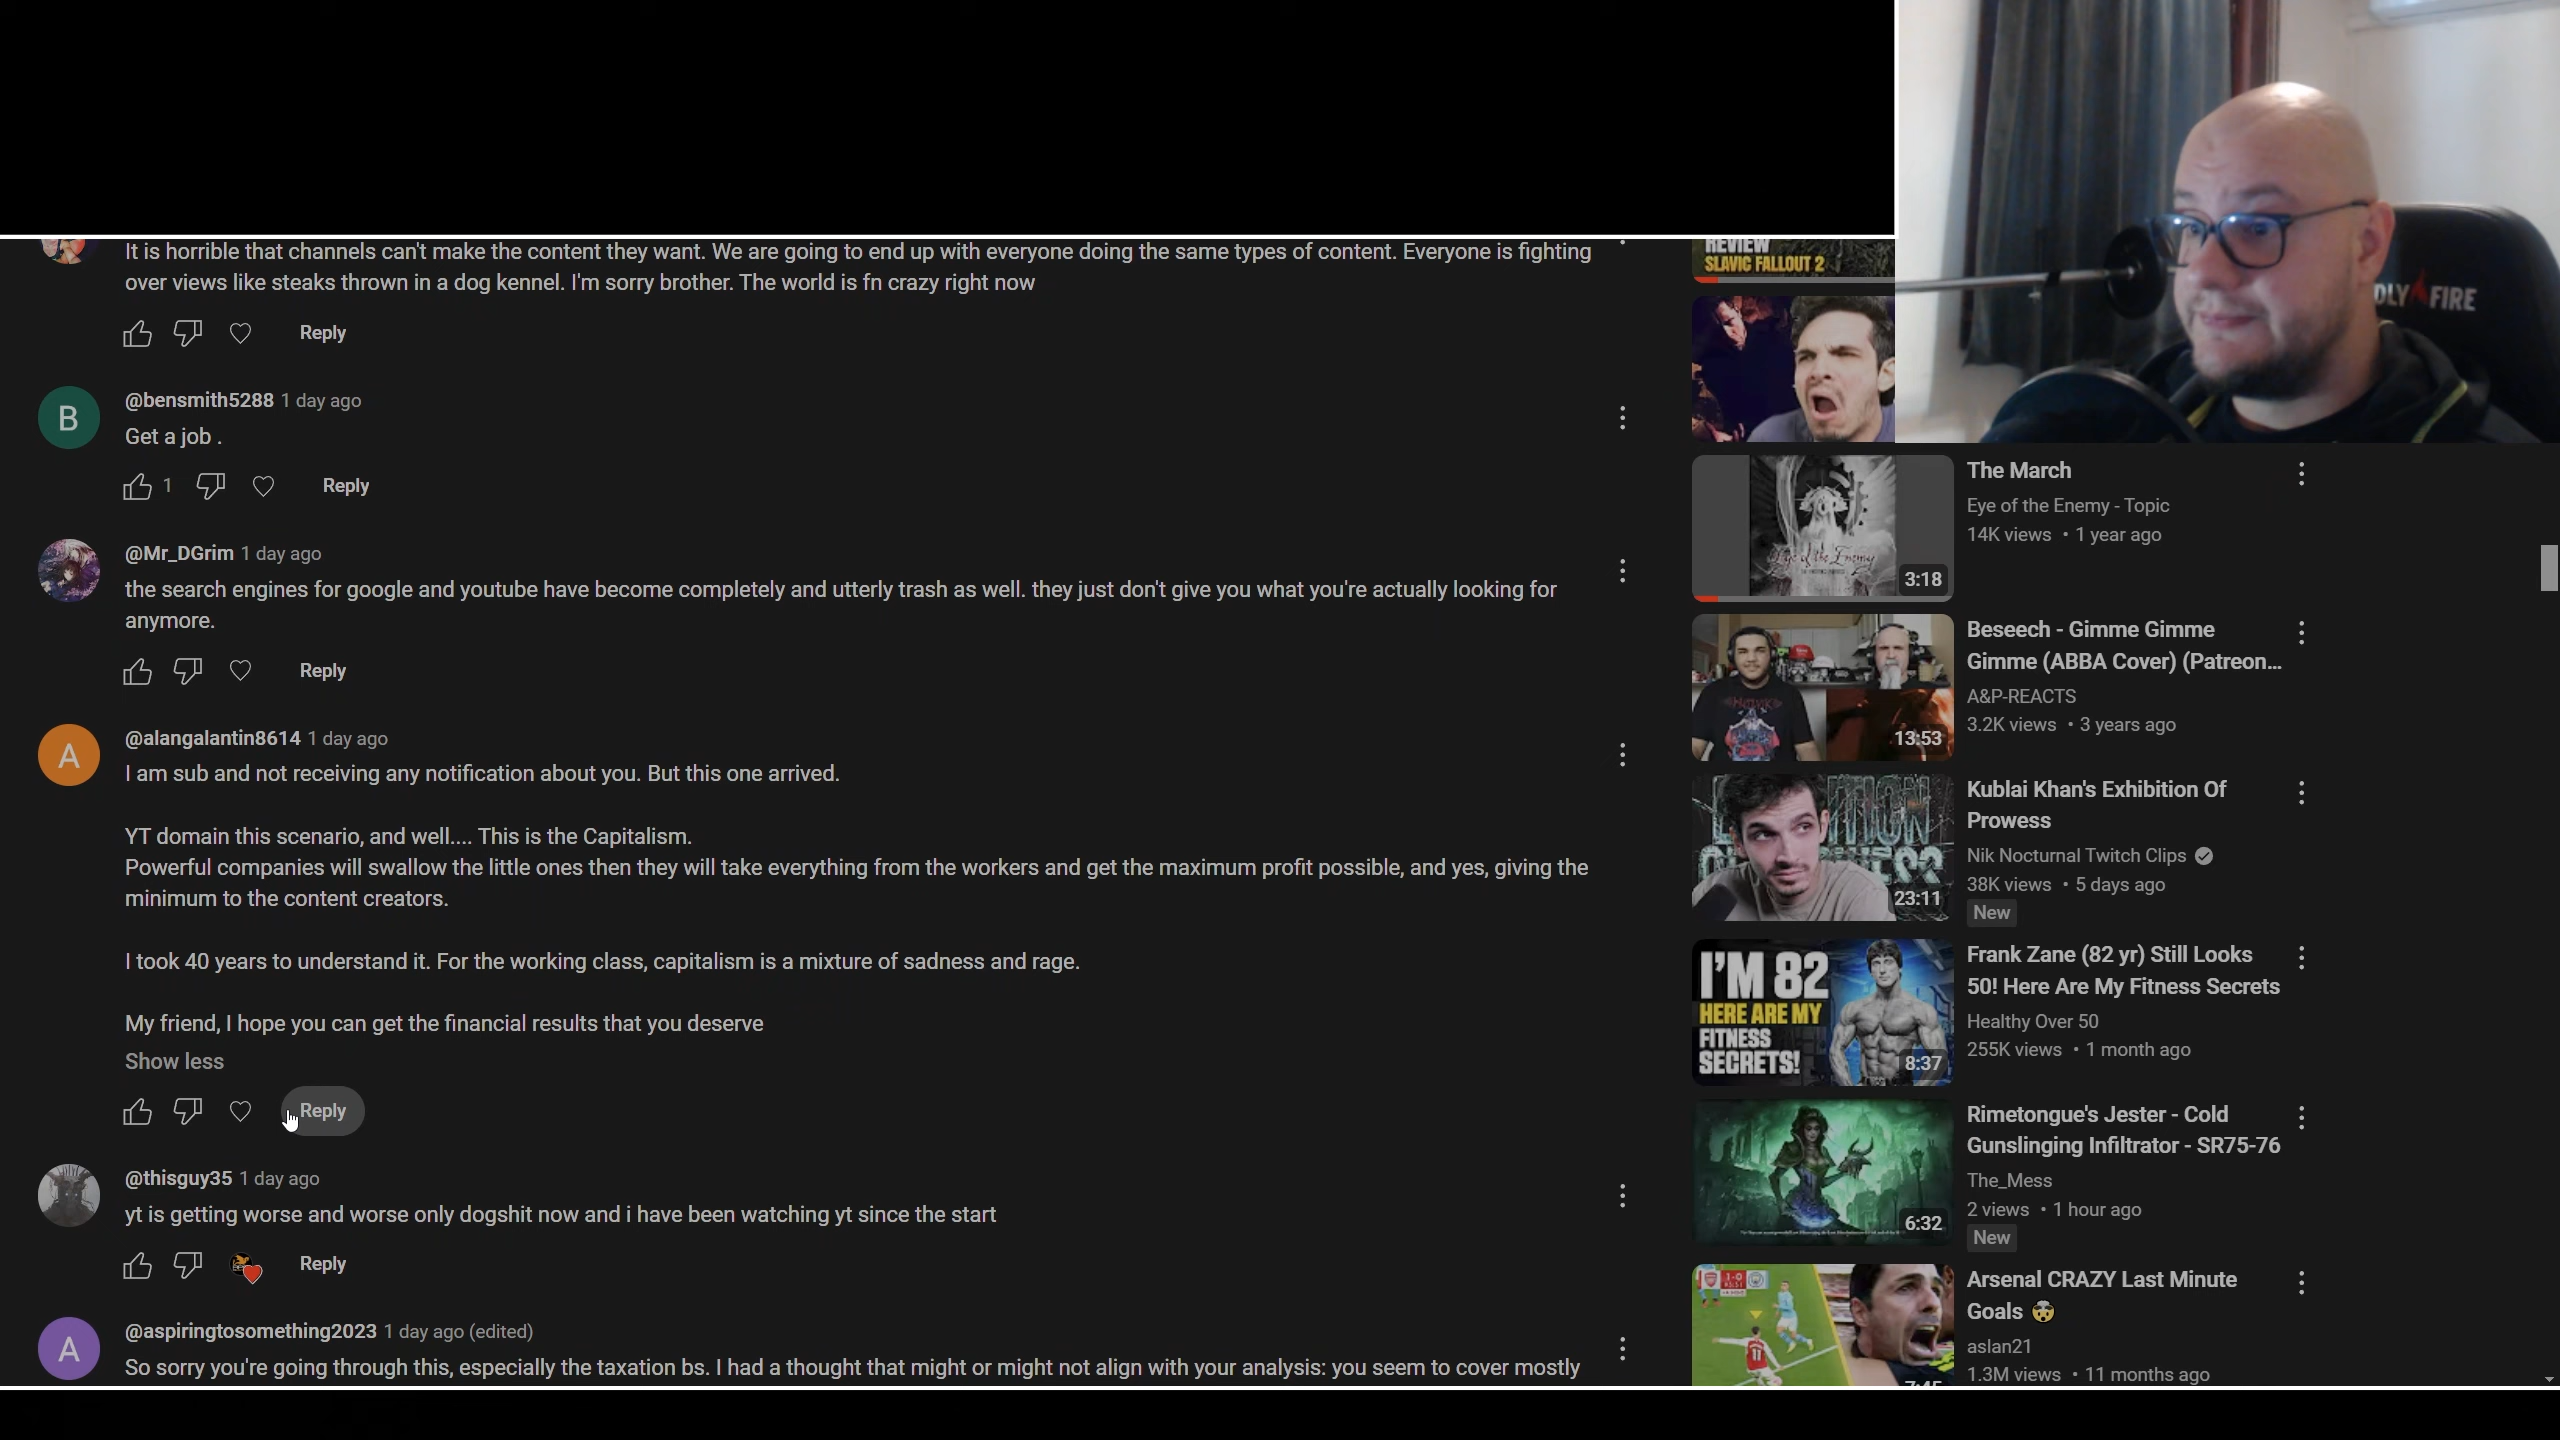 It is horrible that channels can't make the content they want. We are going to end up with everyone doing the same types of content. Everyone is fighting
over views like steaks thrown in a dog kennel. I'm sorry brother. The world is fn crazy right now
Reply
@bensmith5288 1 day ago
Get a job .
1
Reply
@Mr_DGrim 1 day ago
the search engines for google and youtube have become completely and utterly trash as well. they just don't give you what you're actually looking for
anymore.
Reply
@alangalantin8614 1 day ago
I am sub and not receiving any notification about you. But this one arrived.
YT domain this scenario, and well.... This is the Capitalism.
Powerful companies will swallow the little ones then they will take everything from the workers and get the maximum profit possible, and yes, giving the
minimum to the content creators.
I took 40 years to understand it. For the working class, capitalism is a mixture of sadness and rage.
My friend, I hope you can get the financial results that you deserve
Show less
Reply
@thisguy35 1 day ago
yt is getting worse and worse only dogshit now and i have been watching yt since the start
Reply
@aspiringtosomething2023 1 day ago (edited)
So sorry you're going through this, especially the taxation bs. I had a thought that might or might not align with your analysis: you seem to cover mostly
B
A
A
REVIEW
SLAVIC FALLOUT 2
DLY FIRE
Eye of the Enemy
3:18
The March
Eye of the Enemy - Topic
14K views • 1 year ago
13:53
Beseech - Gimme Gimme
Gimme (ABBA Cover) (Patreon...
A&P-REACTS
3.2K views • 3 years ago
23:11
Kublai Khan's Exhibition Of
Prowess
Nik Nocturnal Twitch Clips
38K views • 5 days ago
New
I'M 82
HERE ARE MY
FITNESS
SECRETS!
8:37
Frank Zane (82 yr) Still Looks
50! Here Are My Fitness Secrets
Healthy Over 50
255K views • 1 month ago
6:32
Rimetongue's Jester - Cold
Gunslinging Infiltrator - SR75-76
The_Mess
2 views • 1 hour ago
New
1-0
Arsenal CRAZY Last Minute
Goals 🤯
aslan21
1.3M views • 11 months ago